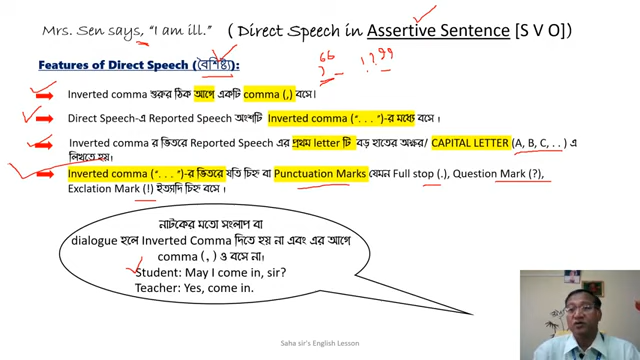 Mrs. Sen says, “I am ill.” ( Direct Speech in Assertive Sentence [S V O])
Features of Direct Speech (বৈশিষ্ট্য):
Inverted comma শুরুর ঠিক আগে একটি comma (,) বসে।
Direct Speech-এ Reported Speech অংশটি Inverted comma (“. . . ”)-র মধ্যে বসে।
Inverted comma র ভিতরে Reported Speech এর প্রথম letter টি বড় হাতের অক্ষর/ CAPITAL LETTER (A, B, C, . .) এ
লিখতে হয়।
Inverted comma (“. . . ”)-র ভিতরে যতি চিহ্ন বা Punctuation Marks যেমন Full stop (.), Question Mark (?),
Exclation Mark (!) ইত্যাদি চিহ্ন বসে ।
নাটকের মতো সংলাপ বা
dialogue হলে Inverted Comma দিতে হয় না এবং এর আগে
comma (,) ও বসে না।
Student: May I come in, sir?
Teacher: Yes, come in.
Saha sir's English Lesson